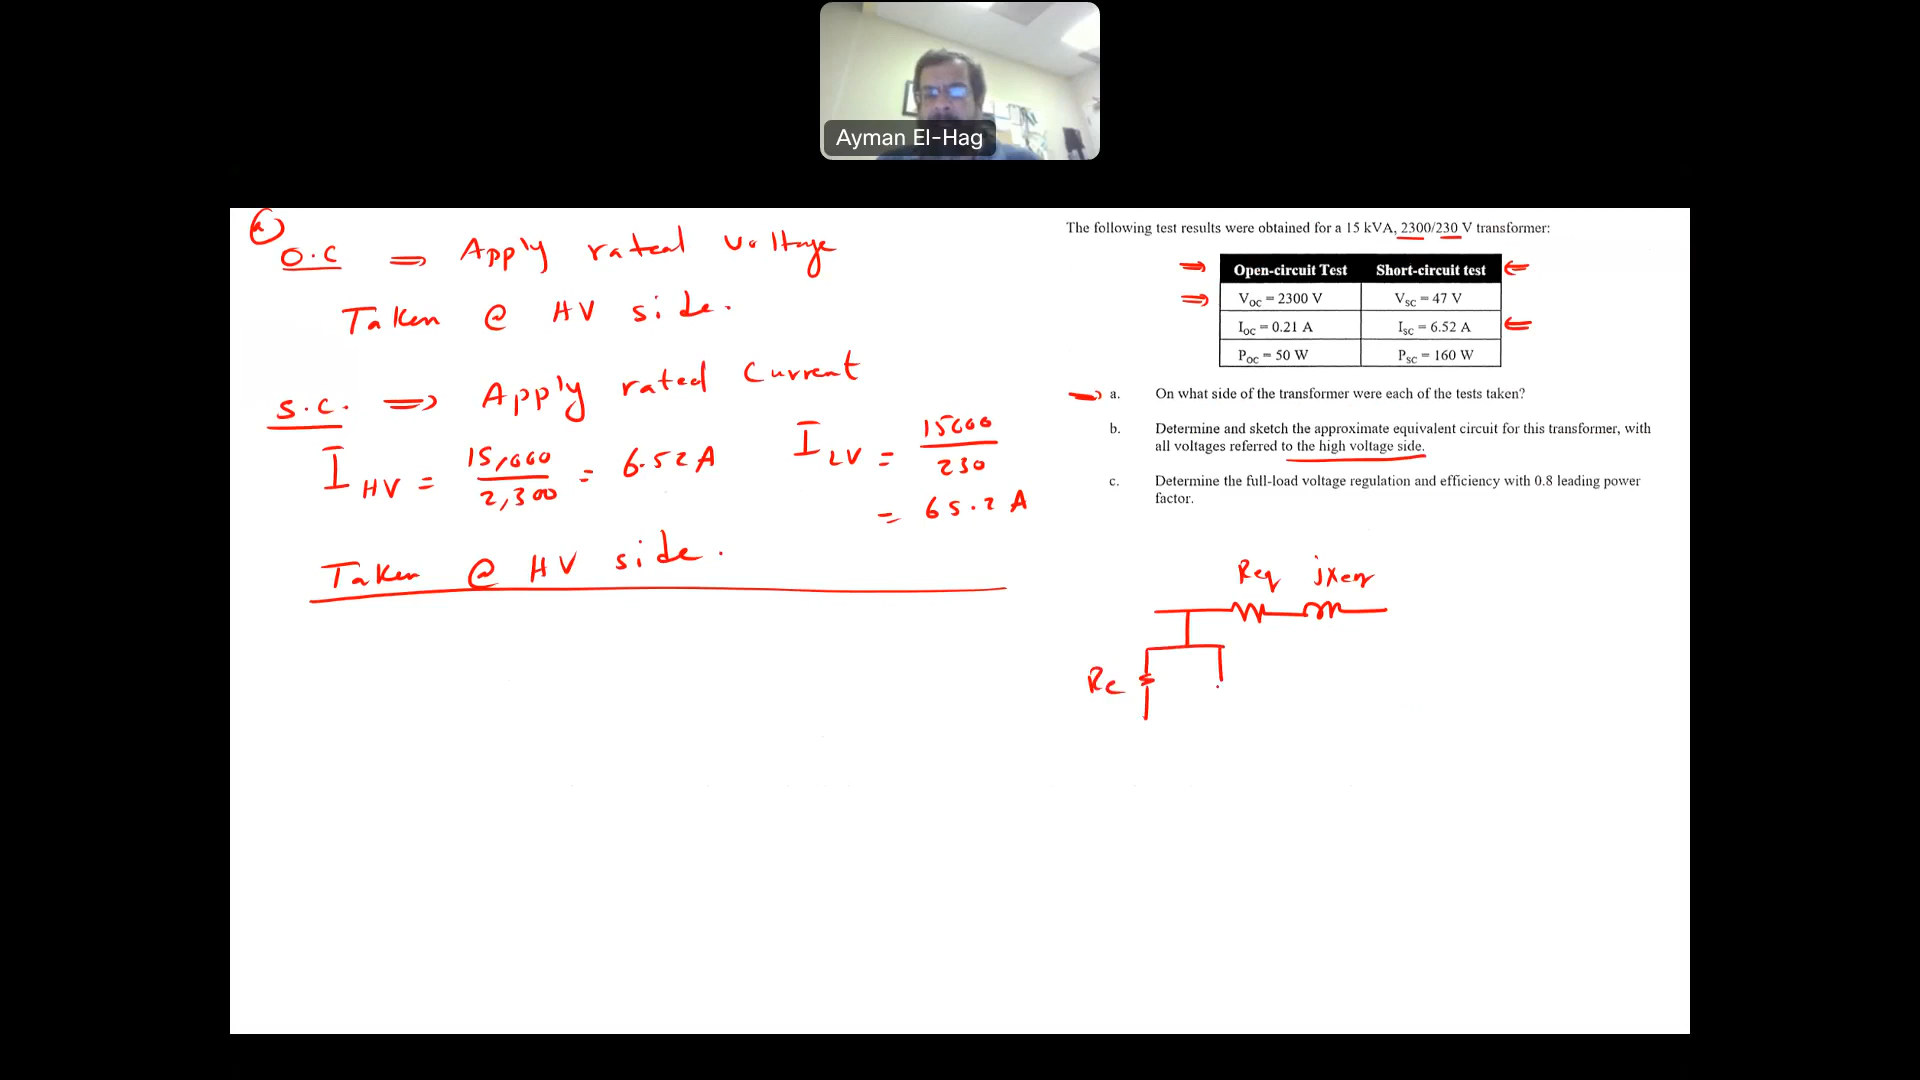 Ayman El-Hag
a
O.C ⇒ Apply rated voltage
Taken @ HV side.
S.C. ⇒ Apply rated current
I HV = 15,000 / 2,300 = 6.52 A
I LV = 15000 / 230
= 65.2 A
Taken @ HV side.
The following test results were obtained for a 15 kVA, 2300/230 V transformer:
Open-circuit Test Short-circuit test
VOC = 2300 V VSC = 47 V
IOC = 0.21 A ISC = 6.52 A
POC = 50 W PSC = 160 W
a. On what side of the transformer were each of the tests taken?
b. Determine and sketch the approximate equivalent circuit for this transformer, with
all voltages referred to the high voltage side.
c. Determine the full-load voltage regulation and efficiency with 0.8 leading power
factor.
Req jXeq
Rc